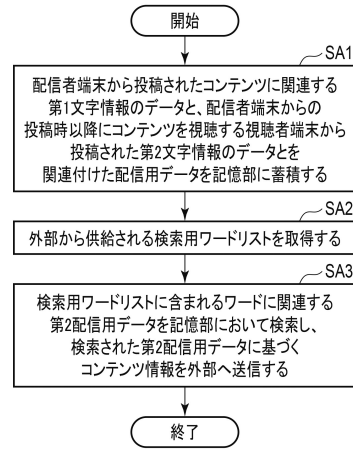 開始
SA1
配信者端末から投稿されたコンテンツに関連する
第1文字情報のデータと、配信者端末からの
投稿時以降にコンテンツを視聴する視聴者端末から
投稿された第2文字情報のデータとを
関連付けた配信用データを記憶部に蓄積する
SA2
外部から供給される検索用ワードリストを取得する
SA3
検索用ワードリストに含まれるワードに関連する
第2配信用データを記憶部において検索し、
検索された第2配信用データに基づく
コンテンツ情報を外部へ送信する
終了